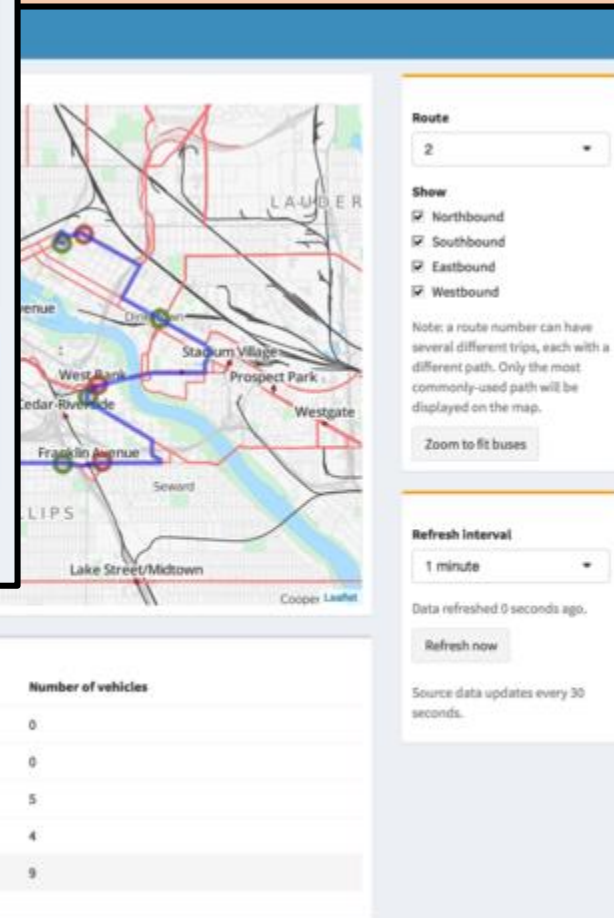 LAUDER
enue
Dinkytown
Stadium Village
West Bank
Prospect Park
Cedar-Riverside
Westgate
Franklin Avenue
Seward
LLIPS
Lake Street/Midtown
Cooper Leaflet
Number of vehicles
0
0
5
4
9
Route
2
Show
Northbound
Southbound
Eastbound
Westbound
Note: a route number can have
several different trips, each with a
different path. Only the most
commonly-used path will be
displayed on the map.
Zoom to fit buses
Refresh interval
1 minute
Data refreshed 0 seconds ago.
Refresh now
Source data updates every 30
seconds.